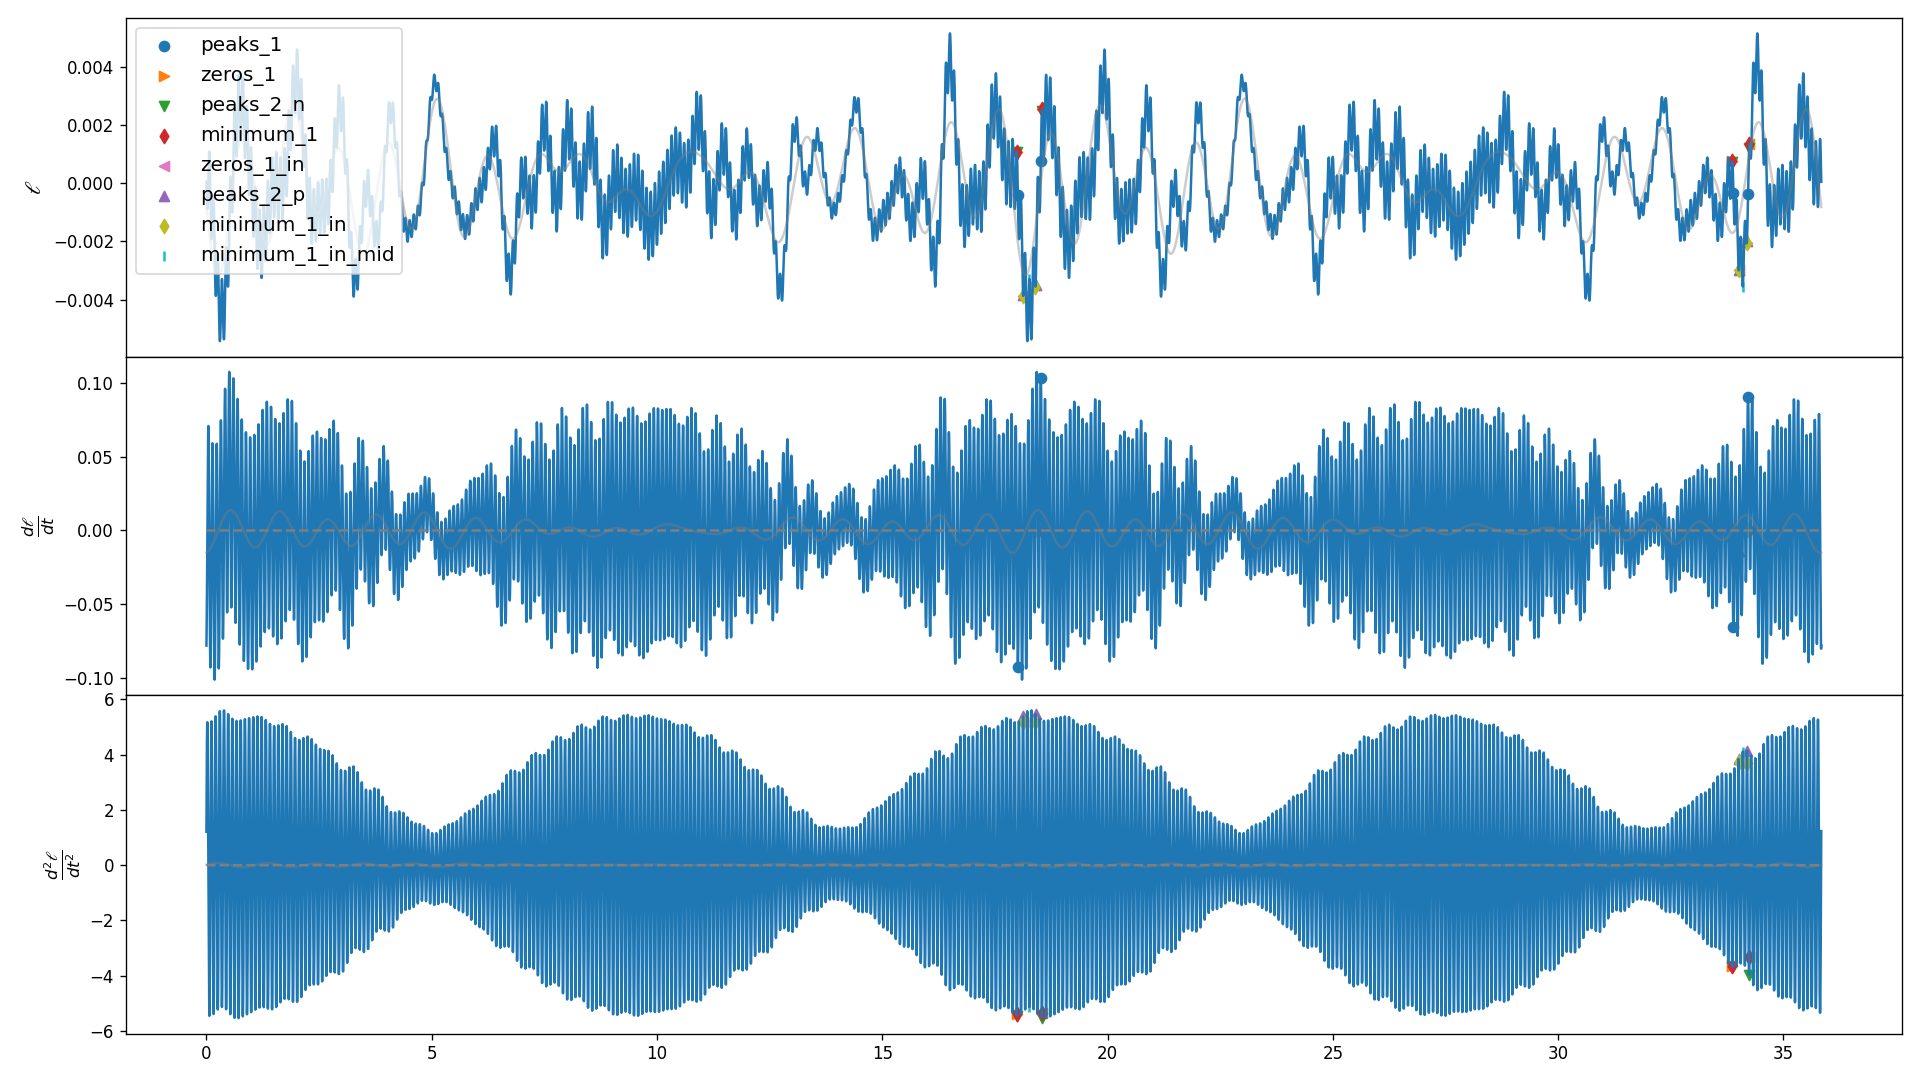 peaks_1
zeros_1
peaks_2_n
minimum_1
zeros_1_in
peaks_2_p
minimum_1_in
minimum_1_in_mid
0.004
0.002
0.000
−0.002
−0.004
ℓ
0.10
0.05
0.00
−0.05
−0.10
dℓ
dt
6
4
2
0
−2
−4
−6
d²ℓ
dt²
0 5 10 15 20 25 30 35